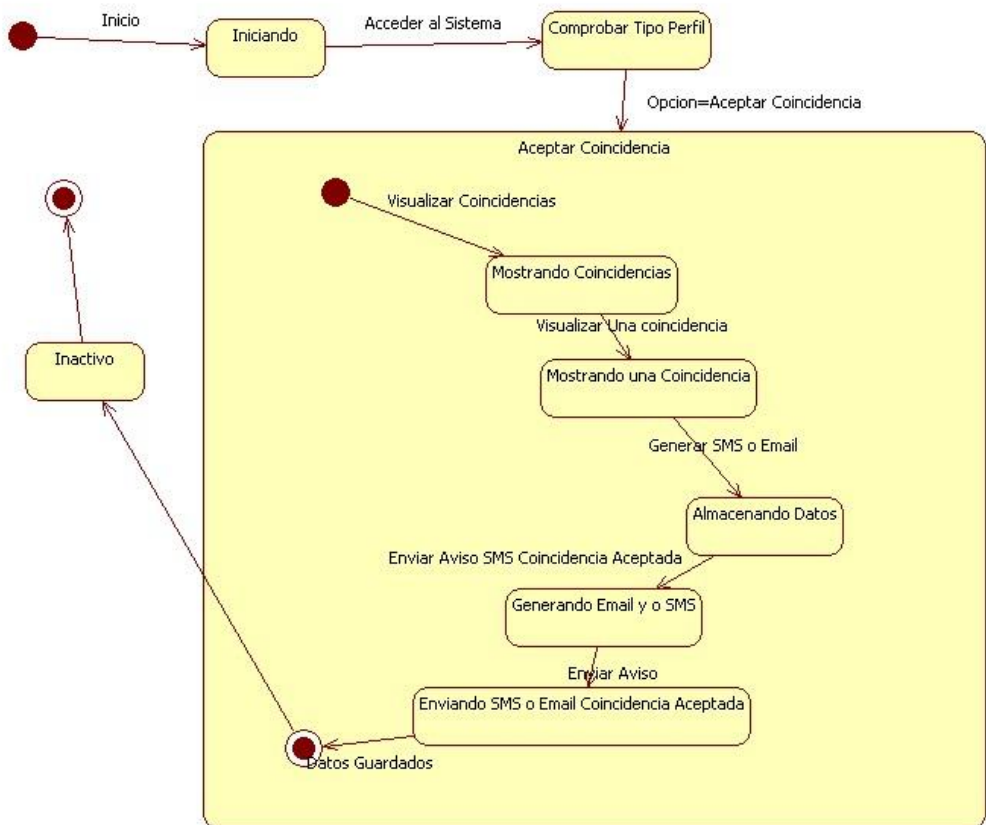 Inicio
Iniciando
Acceder al Sistema
Comprobar Tipo Perfil
Opcion=Aceptar Coincidencia
Aceptar Coincidencia
Visualizar Coincidencias
Mostrando Coincidencias
Visualizar Una coincidencia
Mostrando una Coincidencia
Inactivo
Generar SMS o Email
Almacenando Datos
Enviar Aviso SMS Coincidencia Aceptada
Generando Email y o SMS
Enviar Aviso
Enviando SMS o Email Coincidencia Aceptada
Datos Guardados